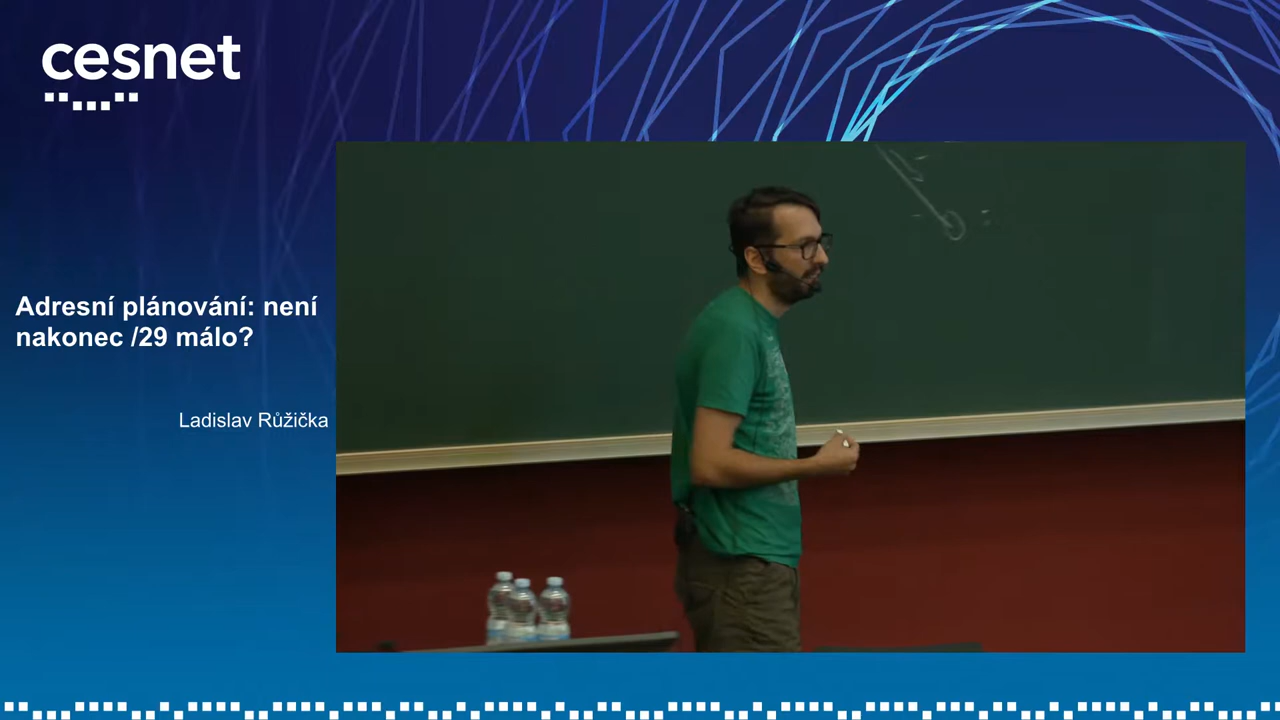 cesnet
Adresní plánování: není
nakonec /29 málo?
Ladislav Růžička